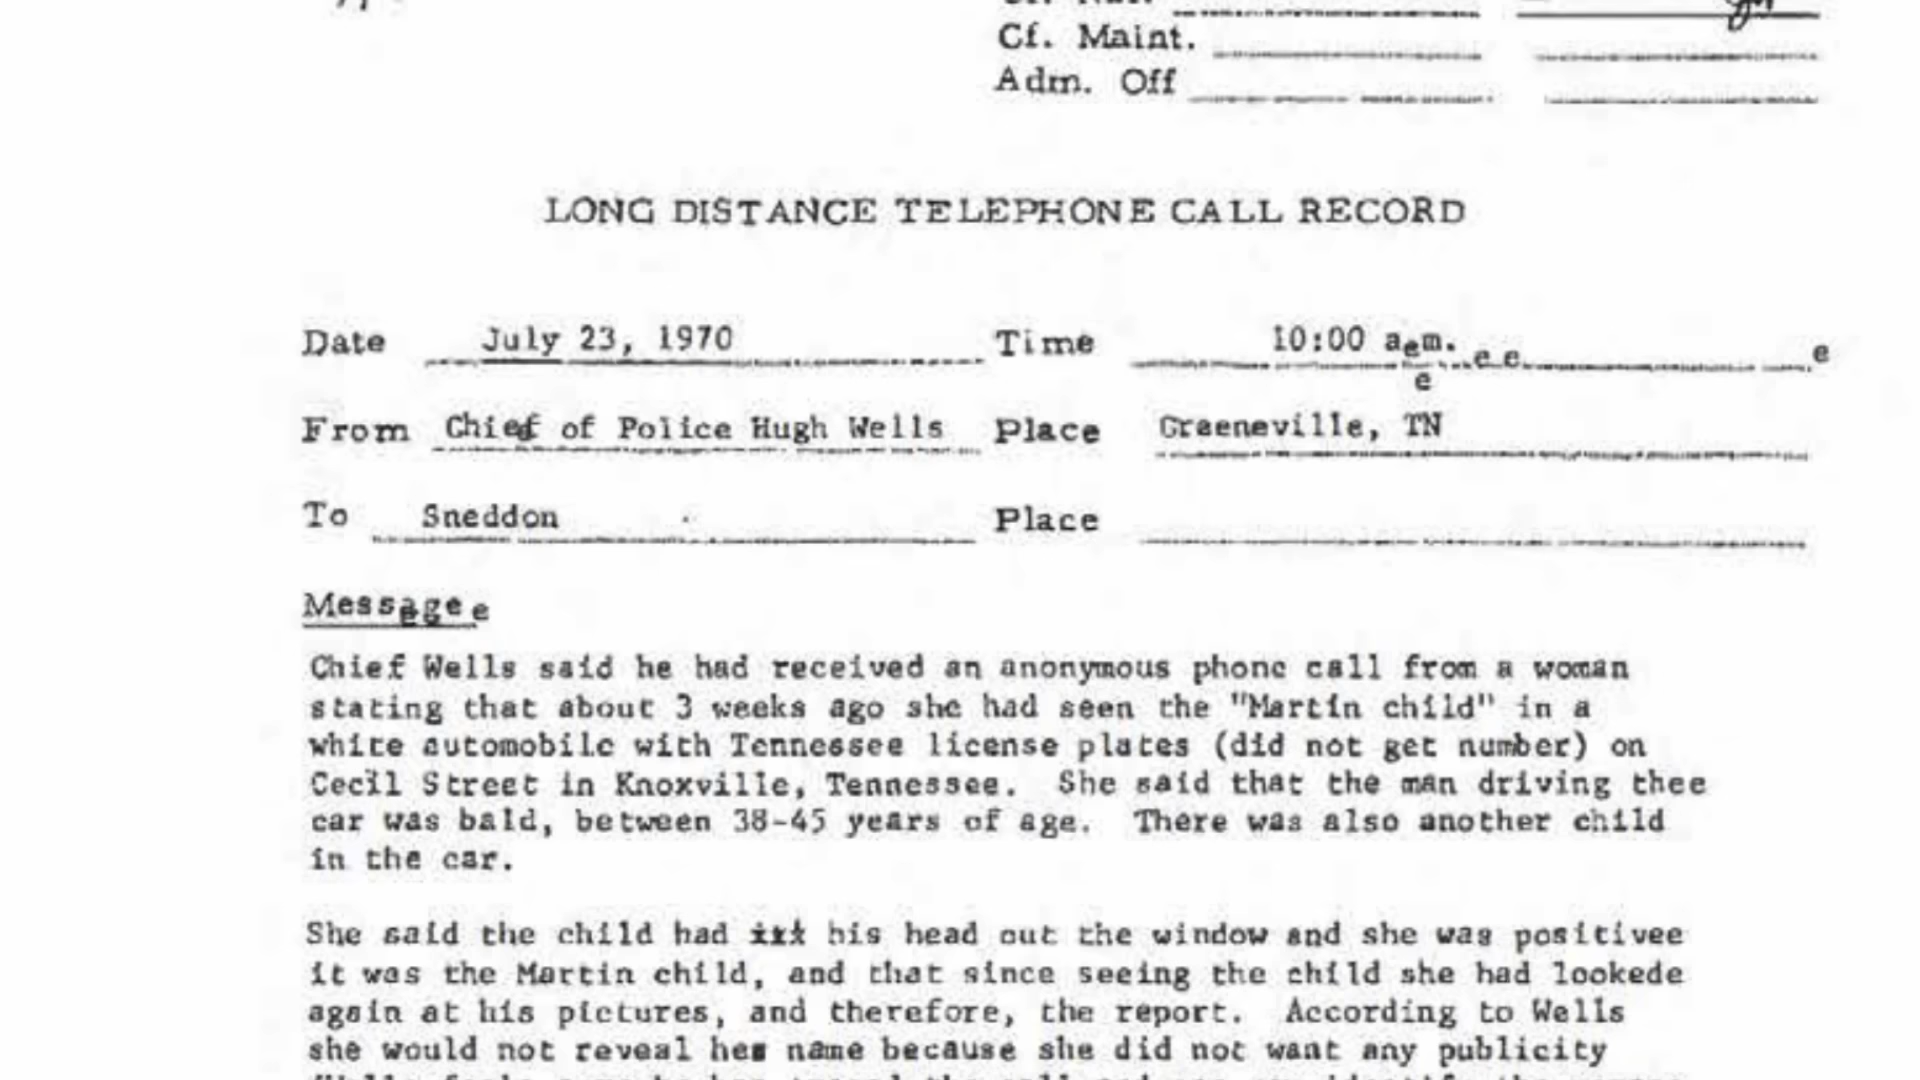 Cf. Maint.
Adm. Off
LONG DISTANCE TELEPHONE CALL RECORD
Date July 23, 1970 Time 10:00 a.m.
From Chief of Police Hugh Wells Place Greeneville, TN
To Sneddon Place
Message
Chief Wells said he had received an anonymous phone call from a woman
stating that about 3 weeks ago she had seen the "Martin child" in a
white automobile with Tennessee license plates (did not get number) on
Cecil Street in Knoxville, Tennessee. She said that the man driving thee
car was bald, between 38-45 years of age. There was also another child
in the car.
She said the child had his head out the window and she was positivee
it was the Martin child, and that since seeing the child she had lookede
again at his pictures, and therefore, the report. According to Wells
she would not reveal her name because she did not want any publicity